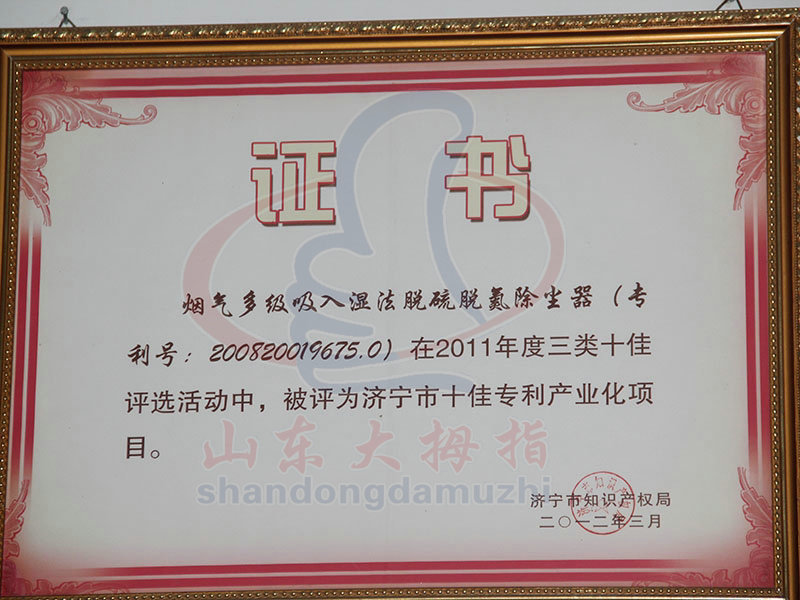 证书
烟气多级吸入湿法脱硫脱氮除尘器（专
利号：200820019675.0）在2011年度三类十佳
评选活动中，被评为济宁市十佳专利产业化项
目。
山东大拇指
shandongdamuzhi
济宁市知识产权局
二〇一二年三月